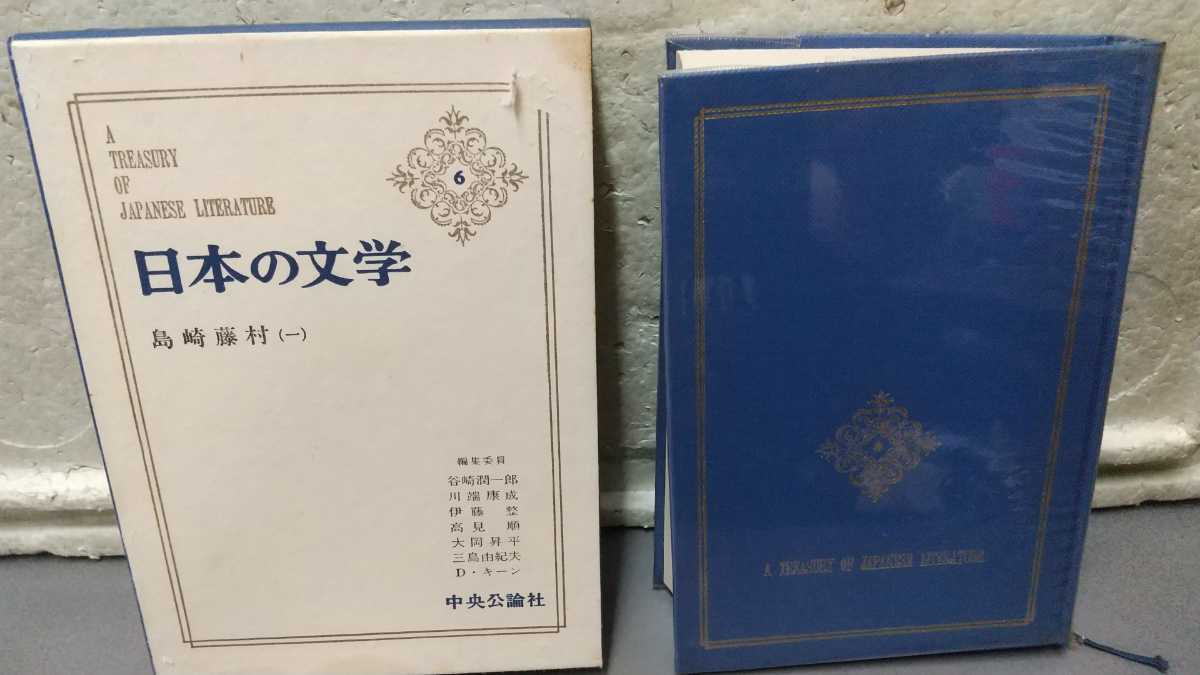 A
TREASURY
OF
JAPANESE LITERATURE
6
日本の文学
島崎藤村(一)
編集委員
谷崎潤一郎
川端康成
伊藤 整
高見 順
大岡昇平
三島由紀夫
D・キーン
中央公論社
A TREASURY OF JAPANESE LITERATURE